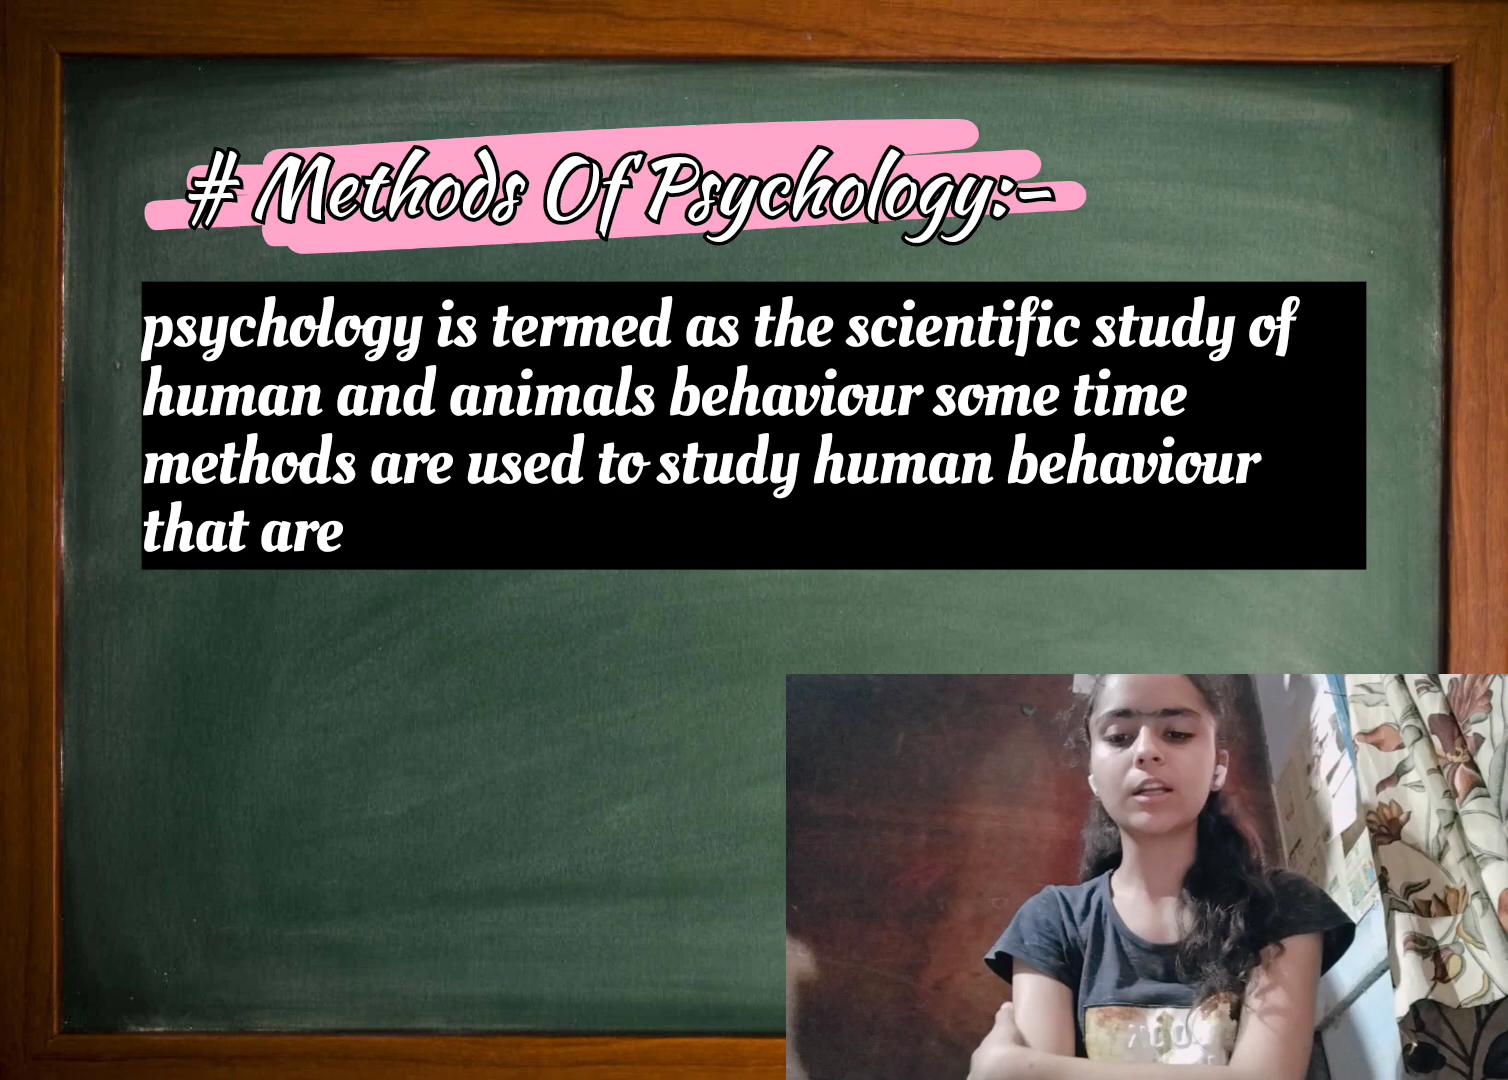 # Methods Of Psychology:-
psychology is termed as the scientific study of
human and animals behaviour some time
methods are used to study human behaviour
that are